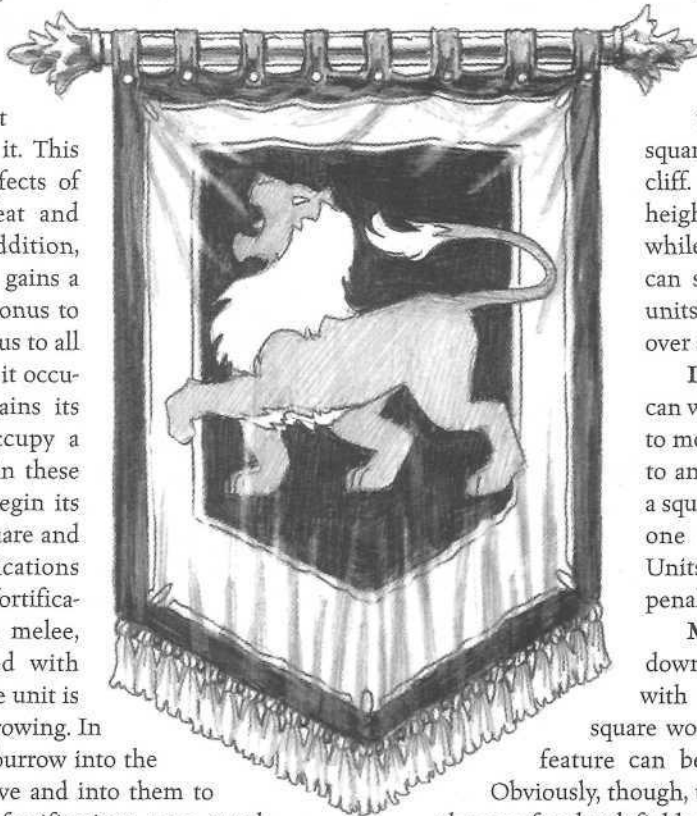 t
it. This
fects of
eat and
ddition,
gains a
onus to
us to all
it occu-
ains its
ccupy a
n these
egin its
are and
ications
ortifica-
melee,
d with
e unit is
rowing. In
urrow into the
ve and into them to
squar
cliff.
heigh
while
can s
units
over
can v
to mo
to an
a squ
one
Units
penal
M
down
with
square wo
feature can be
Obviously, though, t